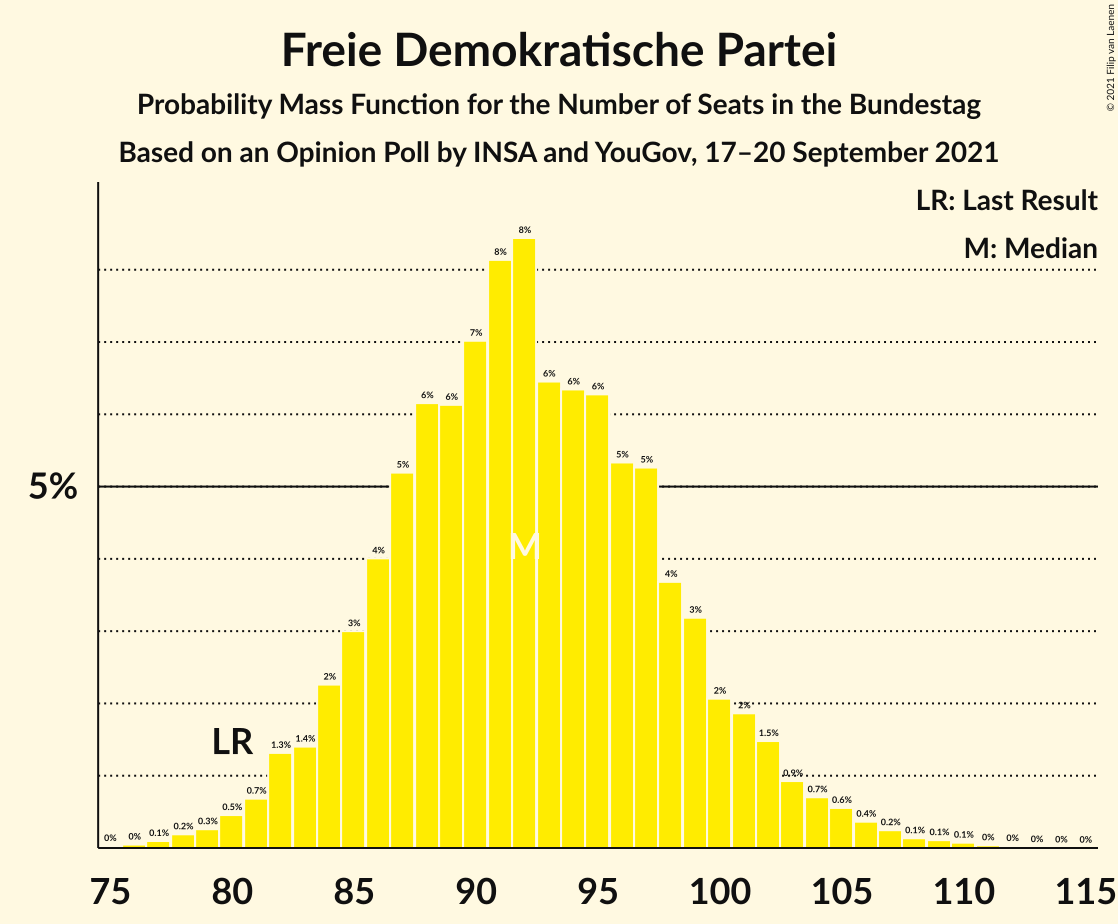 Freie Demokratische Partei
Probability Mass Function for the Number of Seats in the Bundestag
Based on an Opinion Poll by INSA and YouGov, 17–20 September 2021
© 2021 Filip van Laenen
LR: Last Result
M: Median
5%
0% 0% 0.1% 0.2% 0.3% 0.5% 0.7% 1.3% 1.4% 2% 3% 4% 5% 6% 6% 7% 8% 8% 6% 6% 6% 5% 5% 4% 3% 2% 2% 1.5% 0.9% 0.7% 0.6% 0.4% 0.2% 0.1% 0.1% 0.1% 0% 0% 0% 0% 0%
LR
M
75 80 85 90 95 100 105 110 115